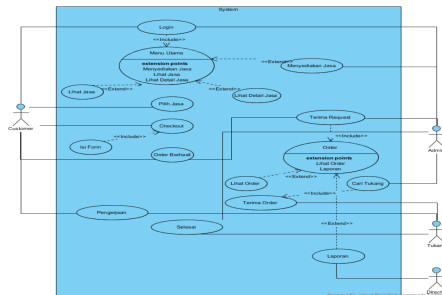 System
Login
<<Include>>
Menu Utama
extension points
Menyediakan Jasa
Lihat Jasa
Lihat Detail Jasa
<<Extend>>
Menyediakan Jasa
Lihat Jasa
<<Extend>>
<<Extend>>
Lihat Detail Jasa
Pilih Jasa
Customer
Checkout
Terima Request
Admin
<<Include>>
<<Include>>
Isi Form
Order Berhasil
Order
extension points
Lihat Order
Laporan
<<Extend>>
Lihat Order
<<Include>>
Cari Tukang
Terima Order
Pengerjaan
<<Extend>>
Selesai
Tukang
Laporan